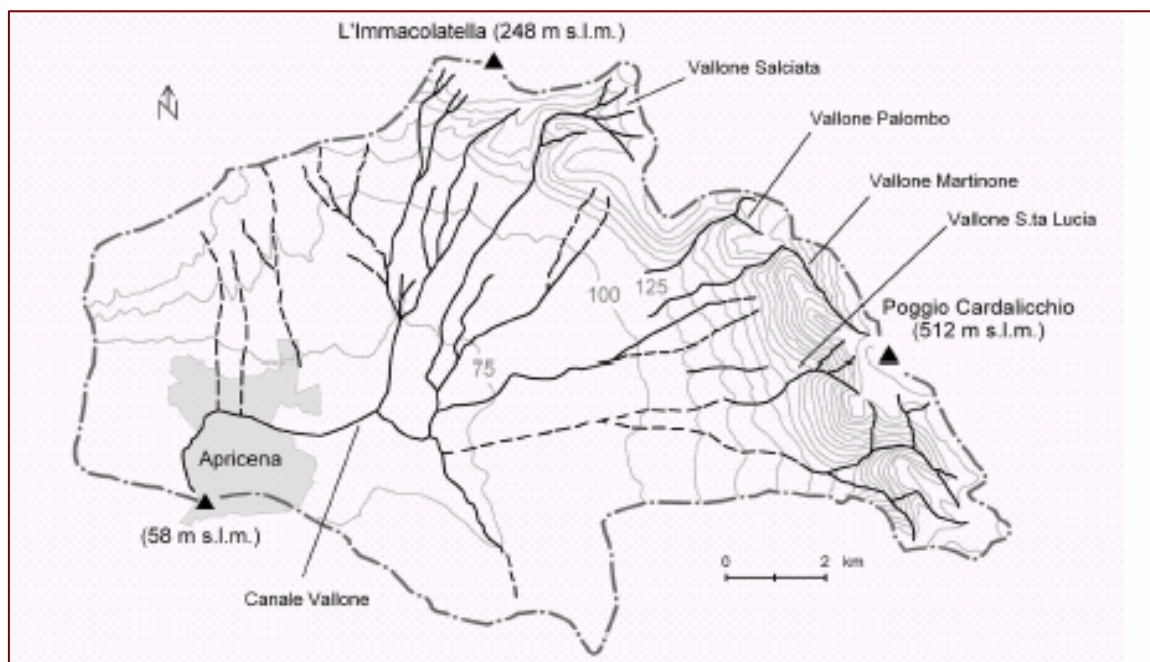 L'Immacolatella (248 m s.l.m.)
Vallone Salciata
N
Vallone Palombo
Vallone Martinone
Vallone S.ta Lucia
100
125
Poggio Cardalicchio
(512 m s.l.m.)
75
Apricena
(58 m s.l.m.)
0 2 km
Canale Vallone